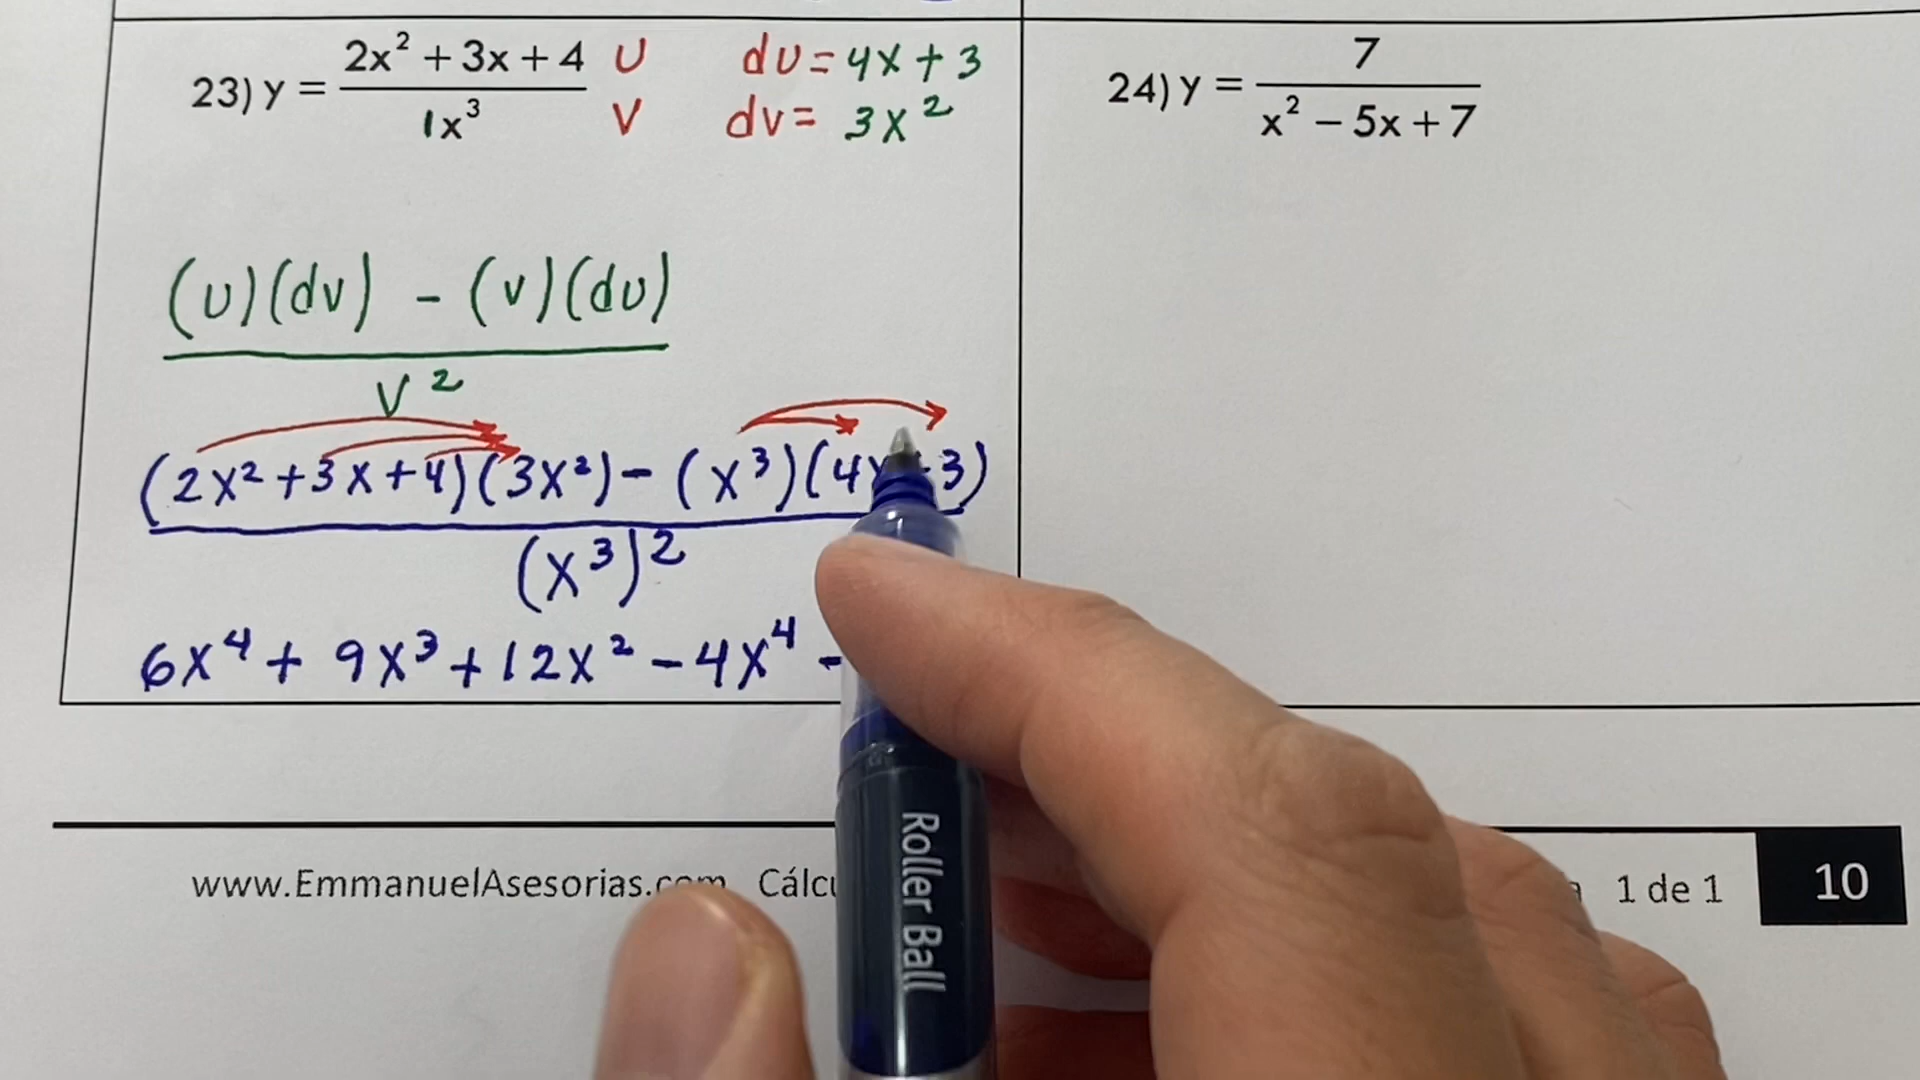 23) y = (2x² + 3x + 4) / (1x³) U V
du = 4x + 3
dv = 3x²
24) y = 7 / (x² – 5x + 7)
(U)(dv) - (v)(du)
V²
(2x² + 3x + 4)(3x²) - (x³)(4x 3)
(x³)²
6x⁴ + 9x³ + 12x² - 4x⁴ -
www.EmmanuelAsesorias.com 1 de 1 10
Roller Ball